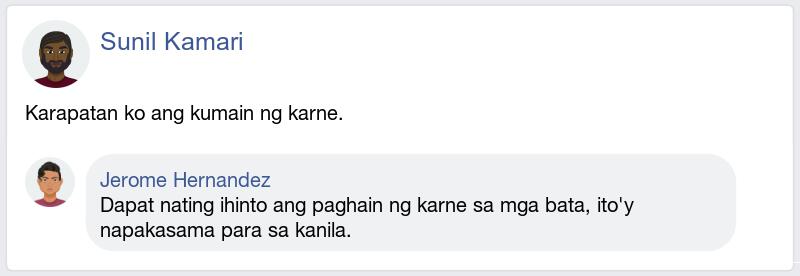 Sunil Kamari
Karapatan ko ang kumain ng karne.
Jerome Hernandez
Dapat nating ihinto ang paghain ng karne sa mga bata, ito'y
napakasama para sa kanila.